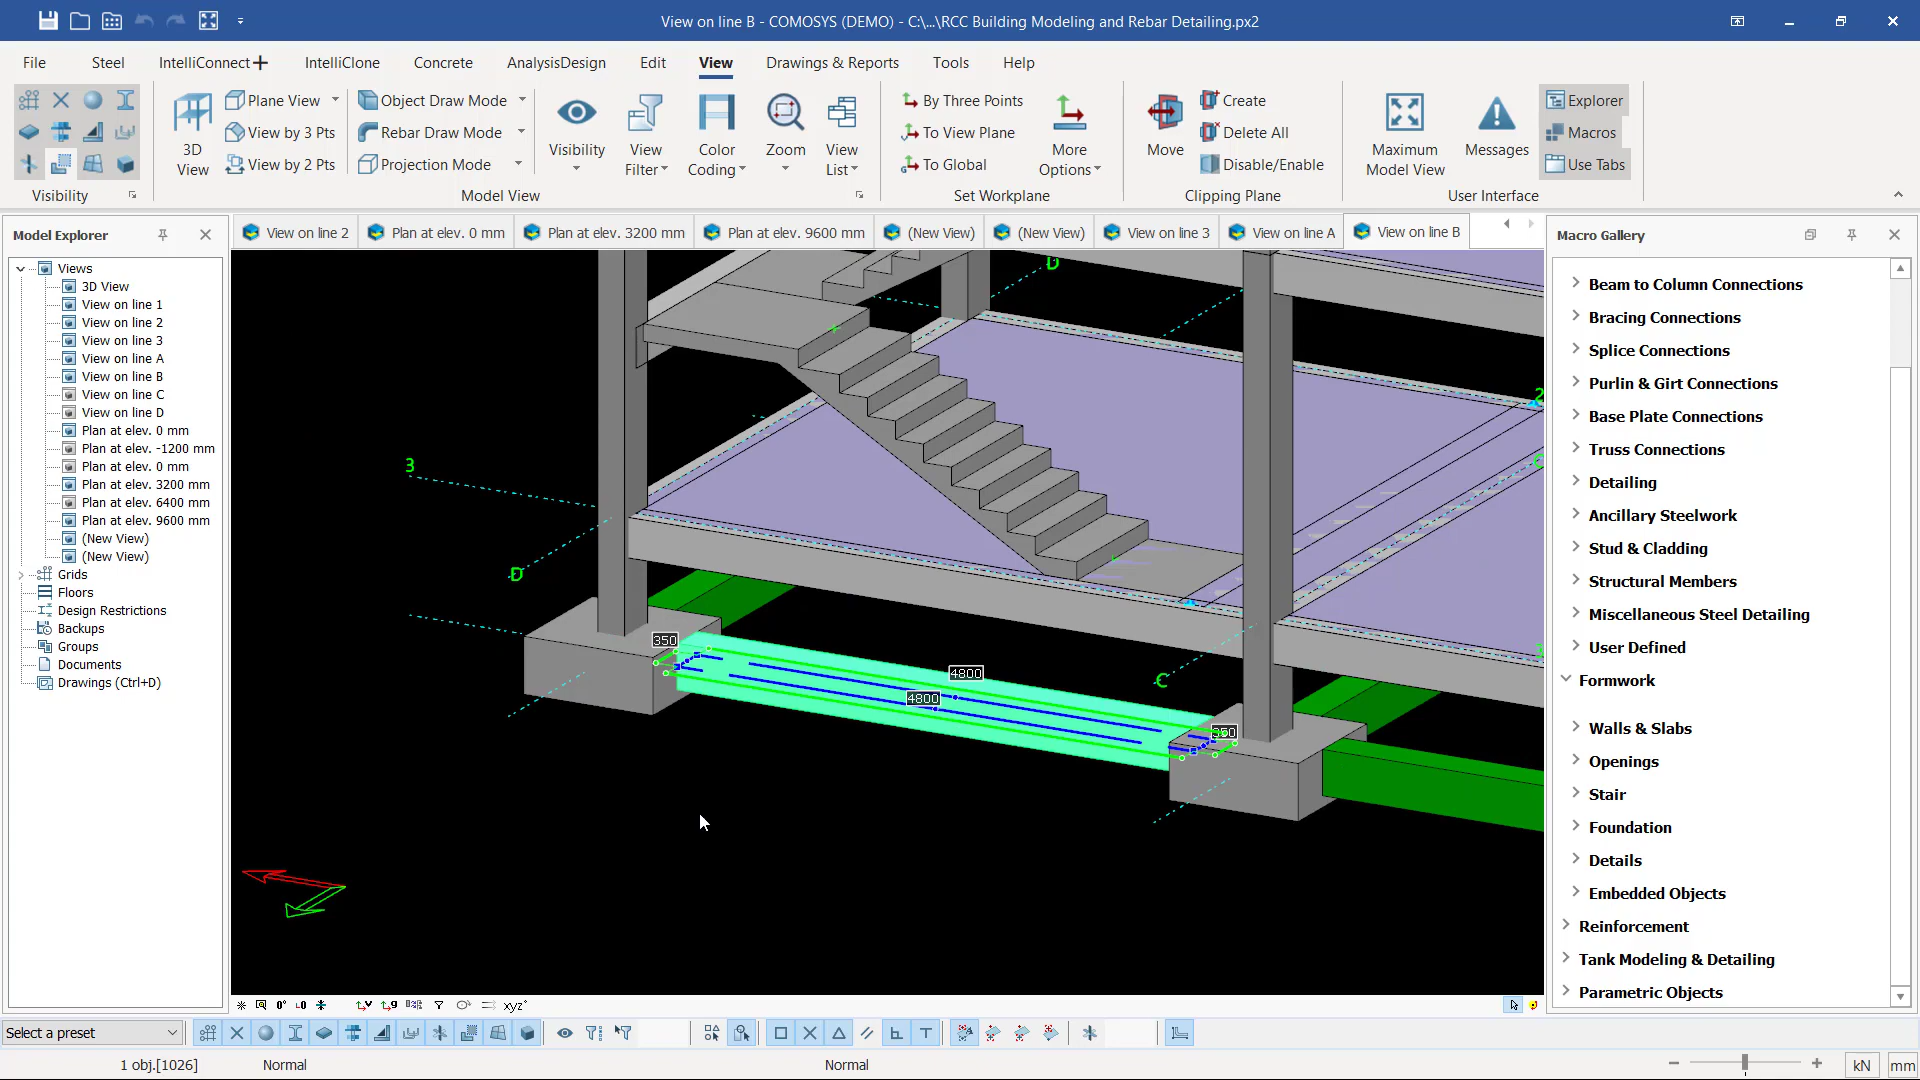 View on line B - COMOSYS (DEMO) - C:\...\RCC Building Modeling and Rebar Detailing.px2
File Steel IntelliConnect+ IntelliClone Concrete AnalysisDesign Edit View Drawings & Reports Tools Help
Plane View Object Draw Mode By Three Points Create Explorer
View by 3 Pts Rebar Draw Mode To View Plane Delete All Macros
3D View
View by 2 Pts Projection Mode
Visibility
View Filter
Color Coding
Zoom
View List
To Global
More Options
Move
Disable/Enable
Maximum Model View
Messages
Use Tabs
Visibility Model View Set Workplane Clipping Plane User Interface
Model Explorer
View on line 2 Plan at elev. 0 mm Plan at elev. 3200 mm Plan at elev. 9600 mm (New View) (New View) View on line 3 View on line A View on line B
Macro Gallery
Views
3D View
View on line 1
View on line 2
View on line 3
View on line A
View on line B
View on line C
View on line D
Plan at elev. 0 mm
Plan at elev. -1200 mm
Plan at elev. 0 mm
Plan at elev. 3200 mm
Plan at elev. 6400 mm
Plan at elev. 9600 mm
(New View)
(New View)
Grids
Floors
Design Restrictions
Backups
Groups
Documents
Drawings (Ctrl+D)
D
2
3
D
C
350
4800
4800
350
Beam to Column Connections
Bracing Connections
Splice Connections
Purlin & Girt Connections
Base Plate Connections
Truss Connections
Detailing
Ancillary Steelwork
Stud & Cladding
Structural Members
Miscellaneous Steel Detailing
User Defined
Formwork
Walls & Slabs
Openings
Stair
Foundation
Details
Embedded Objects
Reinforcement
Tank Modeling & Detailing
Parametric Objects
xyz
Select a preset
1 obj.[1026] Normal Normal kN mm